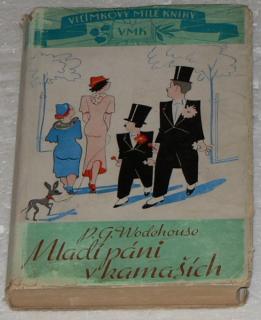 VILÍMKOVY MILÉ KNIHY
VMK
P. G. Wodehouse
Mladí páni
v kamaších